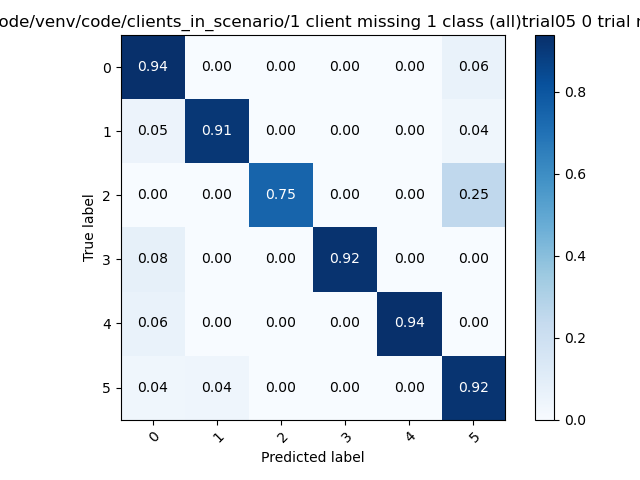 ode/venv/code/clients_in_scenario/1 client missing 1 class (all)trial05 0 trial
True label
0 0.94 0.00 0.00 0.00 0.00 0.06
1 0.05 0.91 0.00 0.00 0.00 0.04
2 0.00 0.00 0.75 0.00 0.00 0.25
3 0.08 0.00 0.00 0.92 0.00 0.00
4 0.06 0.00 0.00 0.00 0.94 0.00
5 0.04 0.04 0.00 0.00 0.00 0.92
0 1 2 3 4 5
Predicted label
0.8
0.6
0.4
0.2
0.0